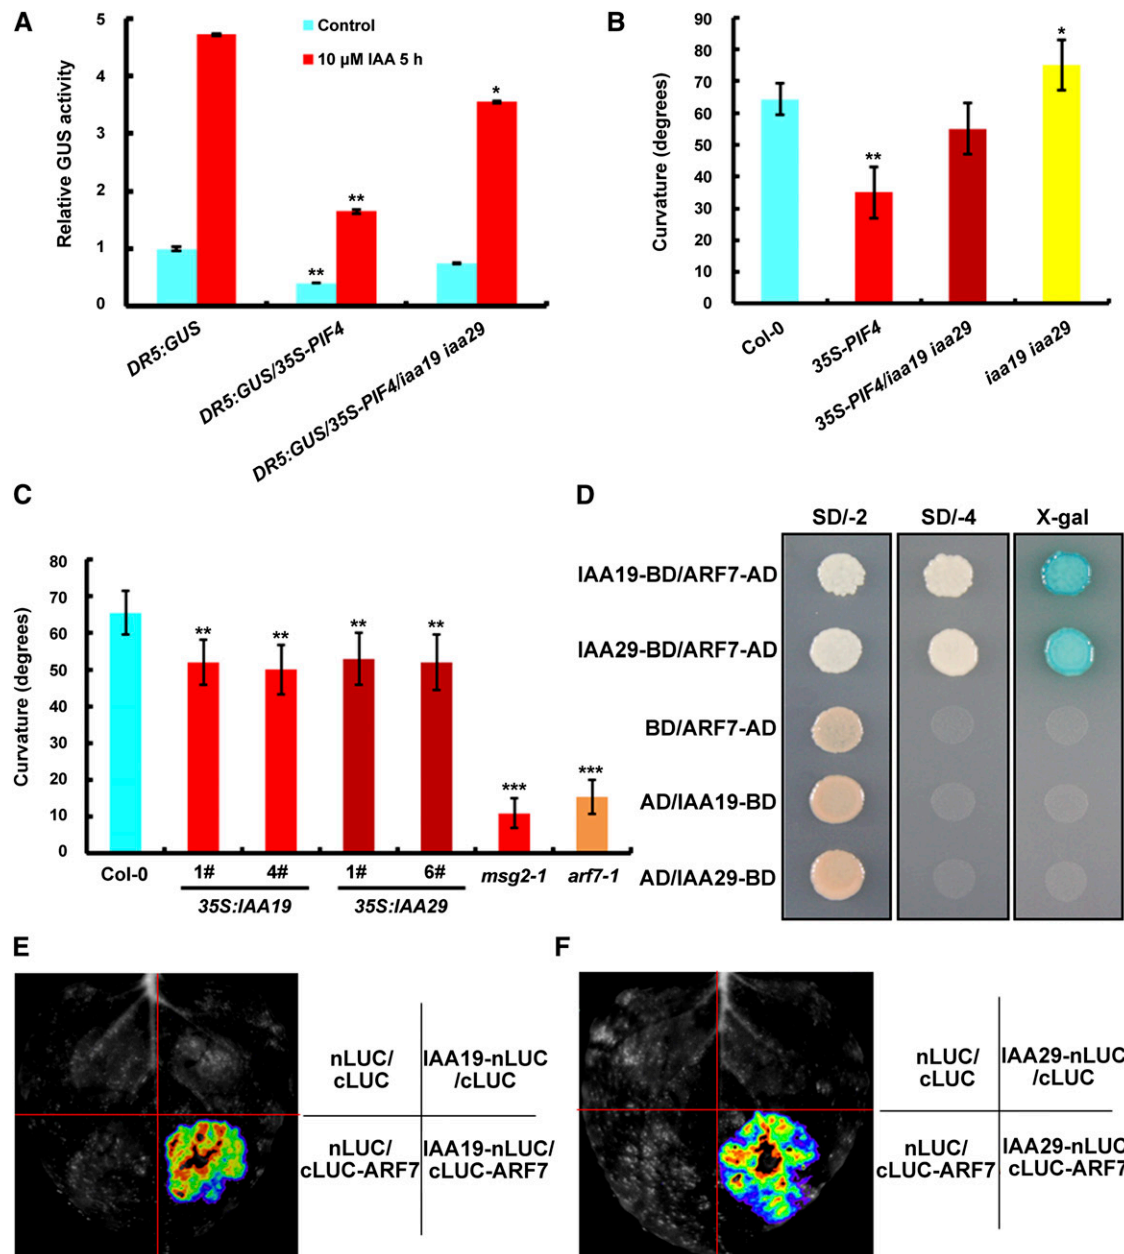 A
Relative GUS activity
5
4
3
2
1
0
Control
10 µM IAA 5 h
**
**
*
DR5:GUS
DR5:GUS/35S-PIF4
DR5:GUS/35S-PIF4/iaa19 iaa29
B
Curvature (degrees)
90
80
70
60
50
40
30
20
10
0
**
*
Col-0
35S-PIF4
35S-PIF4/iaa19 iaa29
iaa19 iaa29
C
Curvature (degrees)
80
70
60
50
40
30
20
10
0
**
**
**
**
***
***
Col-0
1#
4#
1#
6#
msg2-1
arf7-1
35S:IAA19
35S:IAA29
D
SD/-2
SD/-4
X-gal
IAA19-BD/ARF7-AD
IAA29-BD/ARF7-AD
BD/ARF7-AD
AD/IAA19-BD
AD/IAA29-BD
E
nLUC/
cLUC
IAA19-nLUC
/cLUC
nLUC/
cLUC-ARF7
IAA19-nLUC/
cLUC-ARF7
F
nLUC/
cLUC
IAA29-nLUC
/cLUC
nLUC/
cLUC-ARF7
IAA29-nLUC
cLUC-ARF7